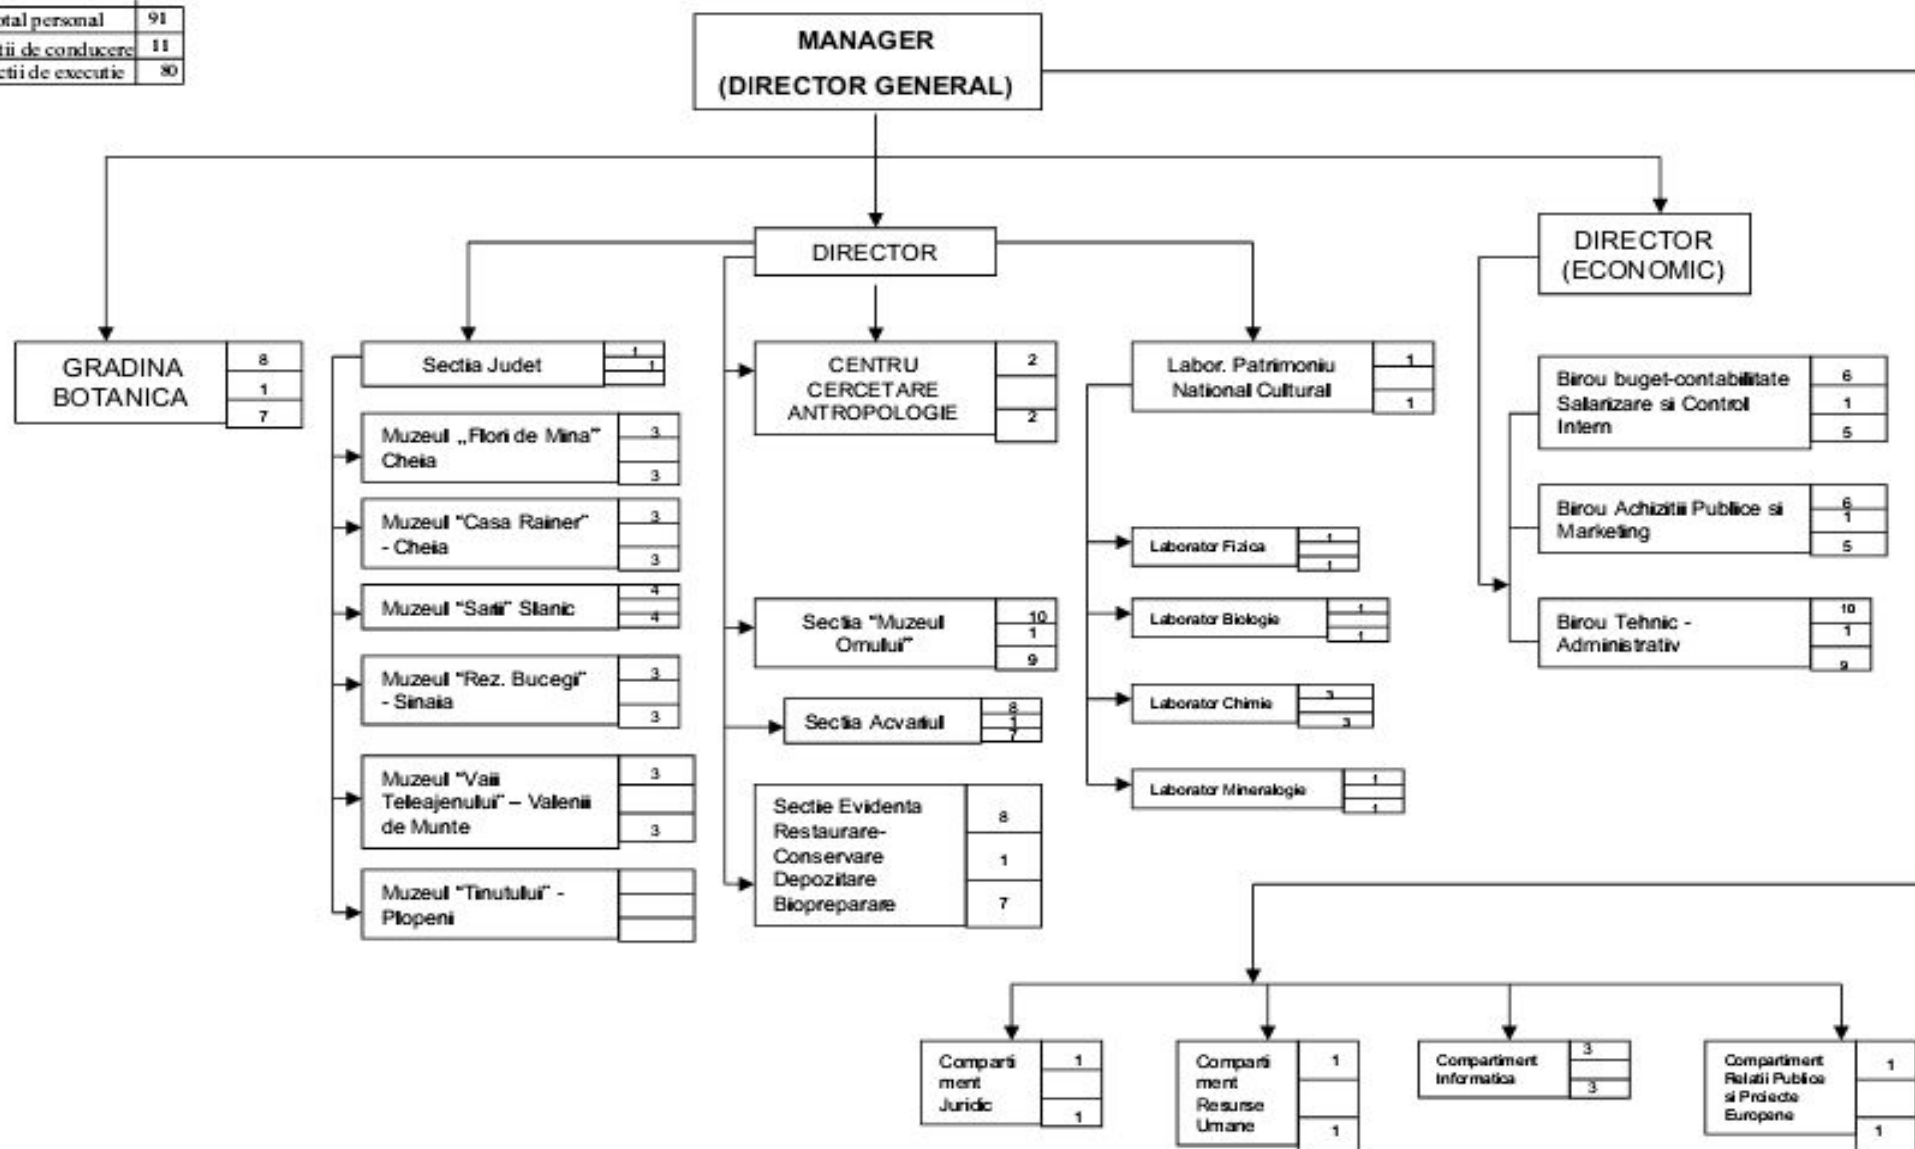 otal personal 91
tii de conducere 11
ctii de executie 80
MANAGER
(DIRECTOR GENERAL)
DIRECTOR
DIRECTOR
(ECONOMIC)
GRADINA
BOTANICA
8
1
7
Sectia Judet
1
1
Muzeul „Flori de Mina”
Cheia
3
3
Muzeul “Casa Rainer”
- Cheia
3
3
Muzeul “Sarii” Slanic
4
4
Muzeul “Rez. Bucegi”
- Sinaia
3
3
Muzeul “Vaii
Teleajenului” – Valenii
de Munte
3
3
Muzeul “Tinutului” -
Plopeni
CENTRU
CERCETARE
ANTROPOLOGIE
2
2
Sectia “Muzeul
Omului”
10
1
9
Sectia Acvariul
8
1
7
Sectie Evidenta
Restaurare-
Conservare
Depozitare
Biopreparare
8
1
7
Labor. Patrimoniu
National Cultural
1
1
Laborator Fizica
1
1
Laborator Biologie
1
1
Laborator Chimie
3
3
Laborator Mineralogie
1
1
Birou buget-contabilitate
Salarizare si Control
Intern
6
1
5
Birou Achizitii Publice si
Marketing
6
1
5
Birou Tehnic -
Administrativ
10
1
9
Comparti
ment
Juridic
1
1
Comparti
ment
Resurse
Umane
1
1
Compartiment
Informatica
3
3
Compartiment
Relatii Publice
si Proiecte
Europene
1
1